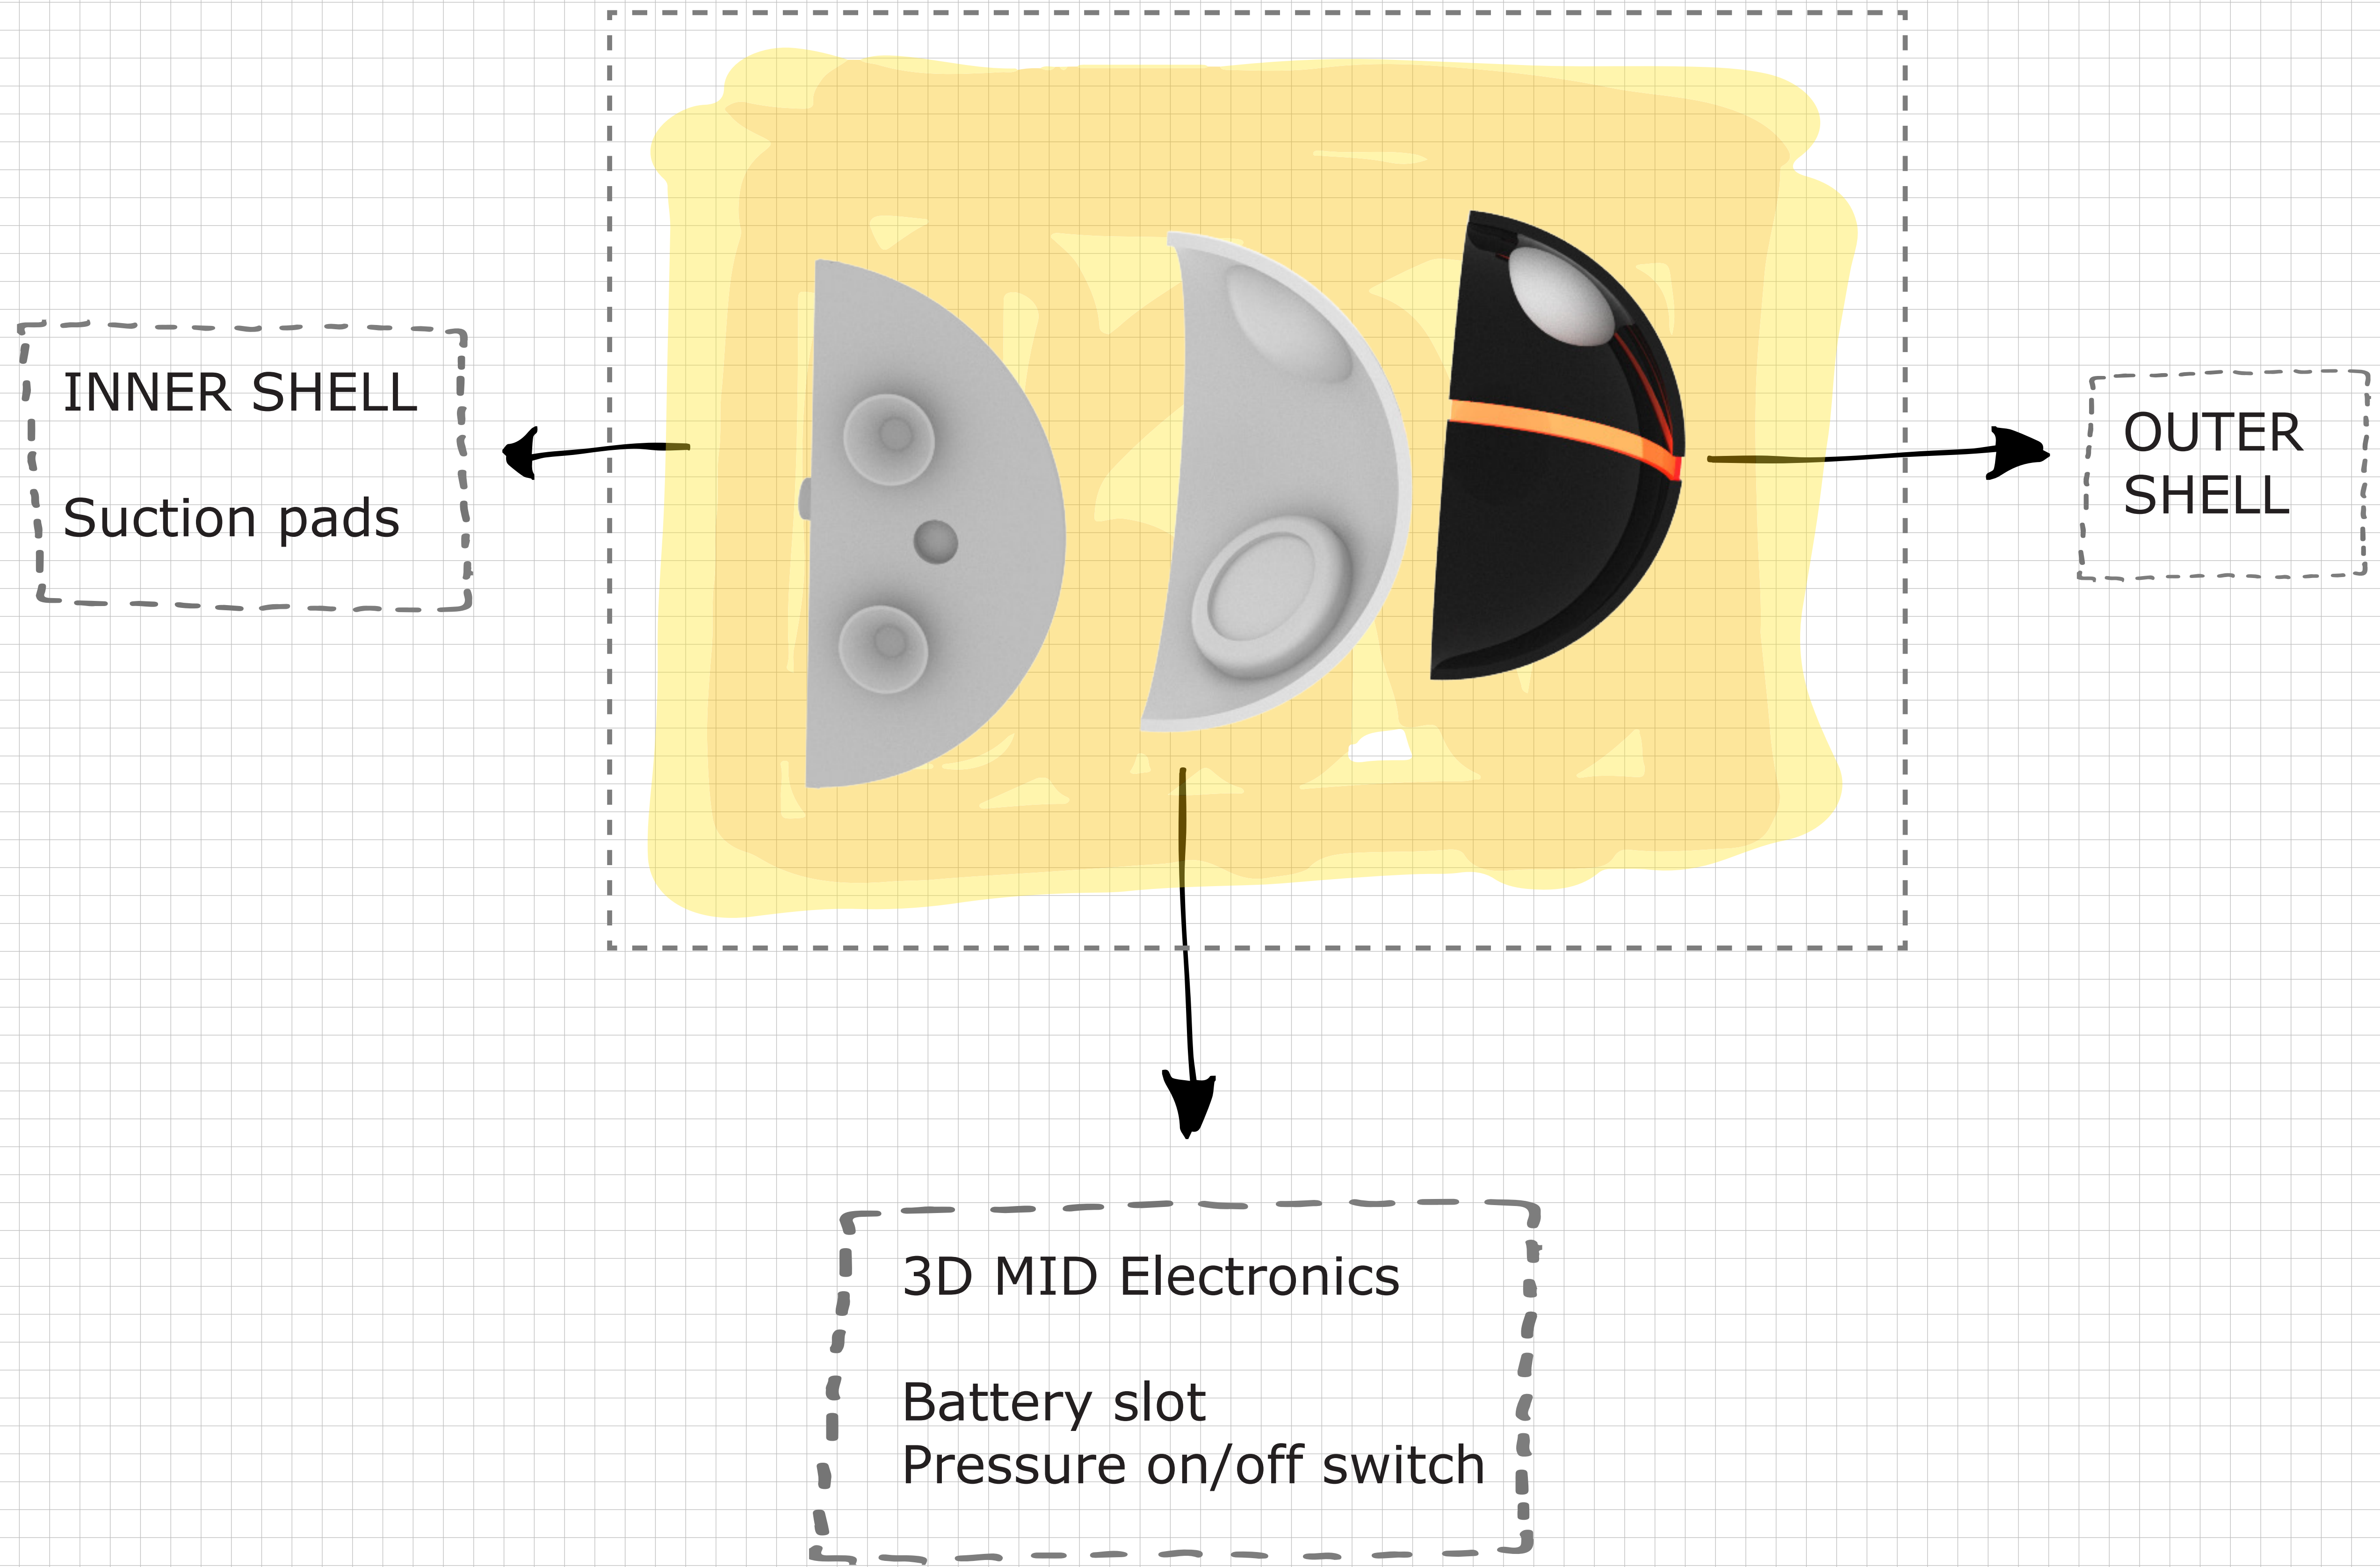 INNER SHELL
Suction pads
OUTER
SHELL
3D MID Electronics
Battery slot
Pressure on/off switch